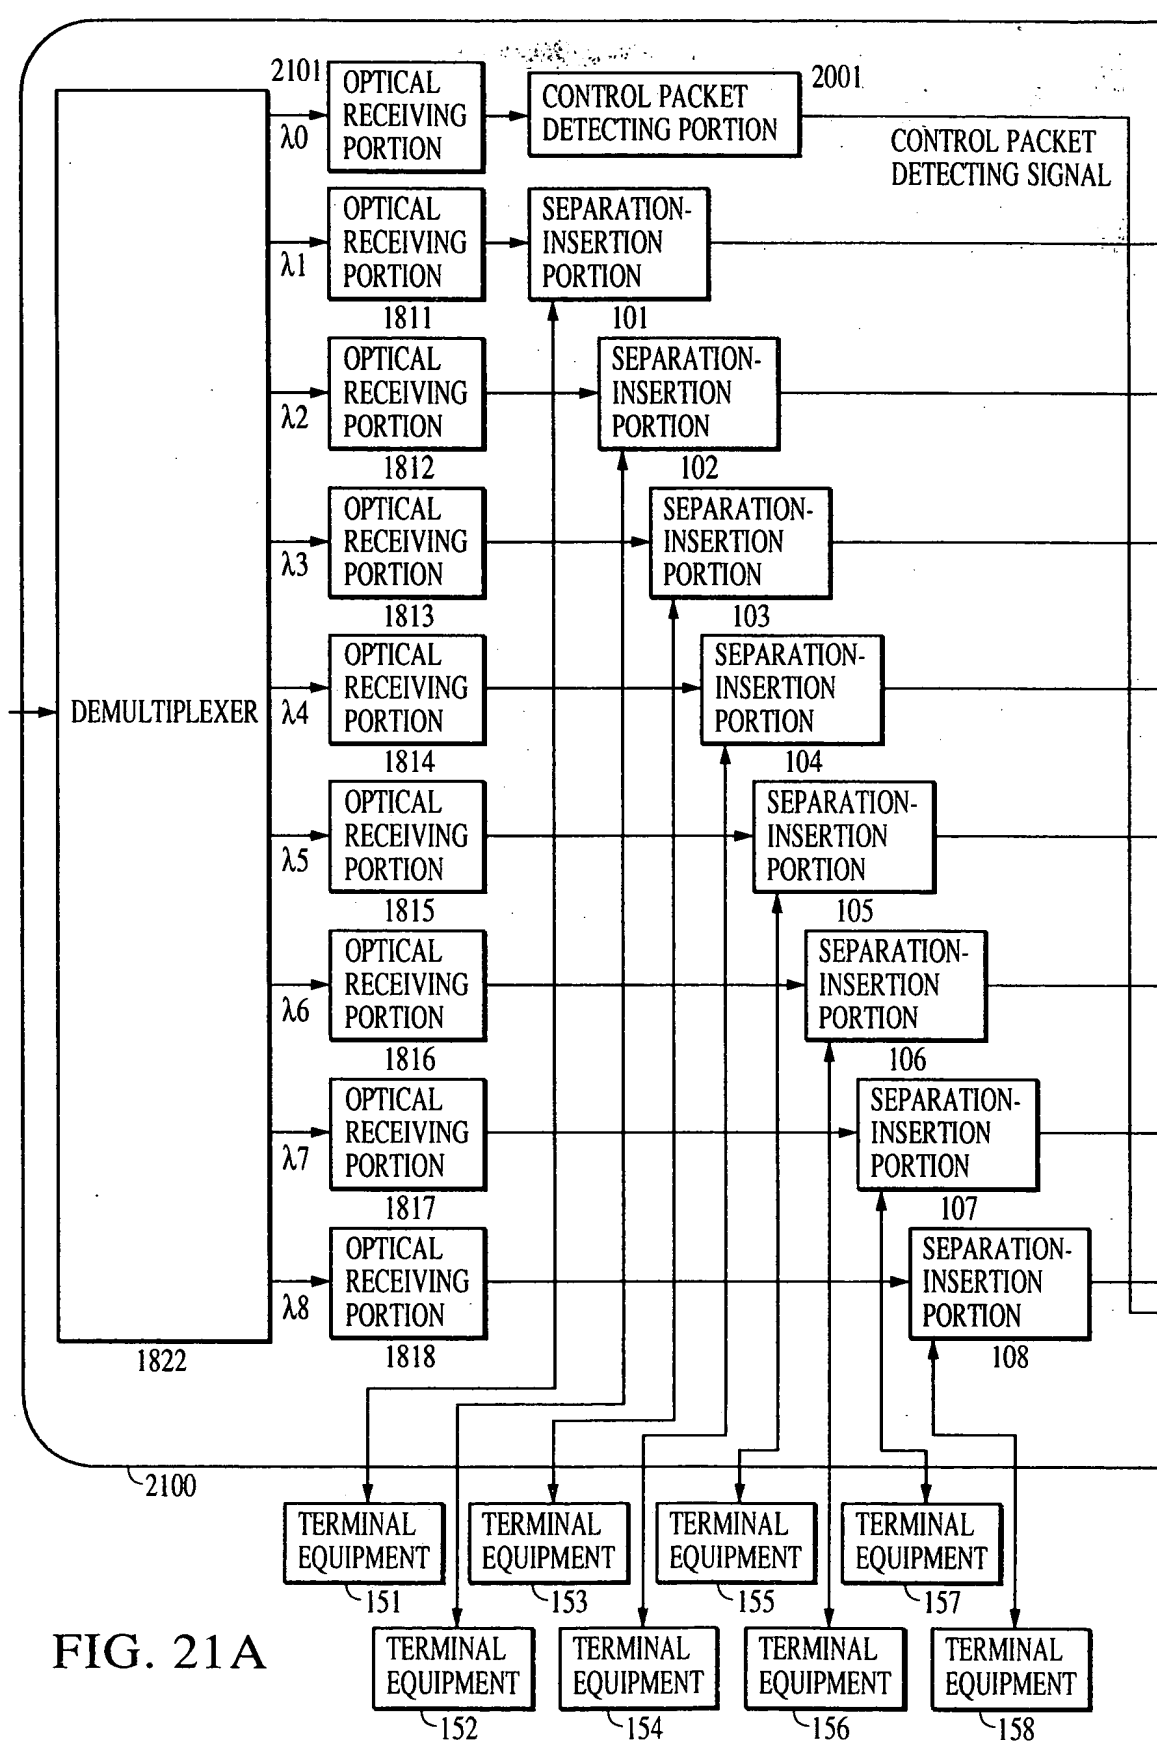 2101
OPTICAL
RECEIVING
PORTION
λ0
CONTROL PACKET
DETECTING PORTION
2001
CONTROL PACKET
DETECTING SIGNAL
λ1
OPTICAL
RECEIVING
PORTION
1811
SEPARATION-
INSERTION
PORTION
101
λ2
OPTICAL
RECEIVING
PORTION
1812
SEPARATION-
INSERTION
PORTION
102
λ3
OPTICAL
RECEIVING
PORTION
1813
SEPARATION-
INSERTION
PORTION
103
DEMULTIPLEXER
λ4
OPTICAL
RECEIVING
PORTION
1814
SEPARATION-
INSERTION
PORTION
104
λ5
OPTICAL
RECEIVING
PORTION
1815
SEPARATION-
INSERTION
PORTION
105
λ6
OPTICAL
RECEIVING
PORTION
1816
SEPARATION-
INSERTION
PORTION
106
λ7
OPTICAL
RECEIVING
PORTION
1817
SEPARATION-
INSERTION
PORTION
107
λ8
OPTICAL
RECEIVING
PORTION
1818
SEPARATION-
INSERTION
PORTION
108
1822
2100
TERMINAL
EQUIPMENT
151
TERMINAL
EQUIPMENT
153
TERMINAL
EQUIPMENT
155
TERMINAL
EQUIPMENT
157
FIG. 21A
TERMINAL
EQUIPMENT
152
TERMINAL
EQUIPMENT
154
TERMINAL
EQUIPMENT
156
TERMINAL
EQUIPMENT
158